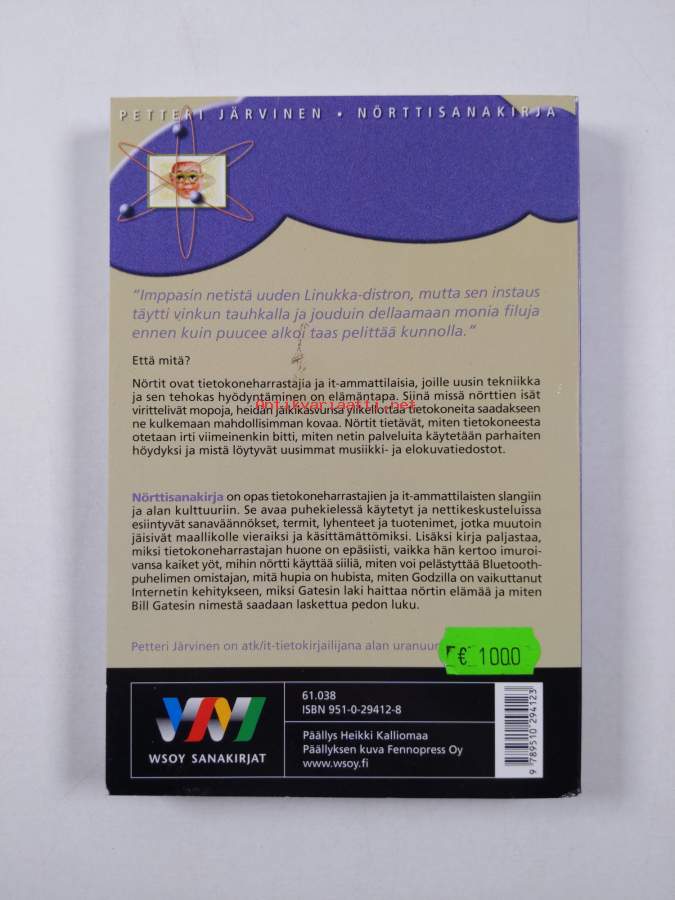 PETTERI JÄRVINEN • NÖRTTISANAKIRJA
"Imppasin netistä uuden Linukka-distron, mutta sen instaus
täytti vinkun tauhkalla ja jouduin dellaamaan monia filuja
ennen kuin puucee alkoi taas pelittää kunnolla."
Että mitä?
Nörtit ovat tietokoneharrastajia ja it-ammattilaisia, joille uusin tekniikka
ja sen tehokas hyödyntäminen on elämäntapa. Siinä missä nörttien isät
Antikvariaatti.net
virittelivät mopoja, heidän jälkikasvunsa ylikellottaa tietokoneita saadakseen
ne kulkemaan mahdollisimman kovaa. Nörtit tietävät, miten tietokoneesta
otetaan irti viimeinenkin bitti, miten netin palveluita käytetään parhaiten
höydyksi ja mistä löytyvät uusimmat musiikki- ja elokuvatiedostot.
Nörttisanakirja on opas tietokoneharrastajien ja it-ammattilaisten slangiin
ja alan kulttuuriin. Se avaa puhekielessä käytetyt ja nettikeskusteluissa
esiintyvät sanaväännökset, termit, lyhenteet ja tuotenimet, jotka muutoin
jäisivät maallikolle vieraiksi ja käsittämättömiksi. Lisäksi kirja paljastaa,
miksi tietokoneharrastajan huone on epäsiisti, vaikka hän kertoo imuroi-
vansa kaiket yöt, mihin nörtti käyttää siiliä, miten voi pelästyttää Bluetooth-
puhelimen omistajan, mitä hupia on hubista, miten Godzilla on vaikuttanut
Internetin kehitykseen, miksi Gatesin laki haittaa nörtin elämää ja miten
Bill Gatesin nimestä saadaan laskettua pedon luku.
Petteri Järvinen on atk/it-tietokirjailijana alan
€ 1000
WSOY SANAKIRJAT
61.038
ISBN 951-0-29412-8
Päällys Heikki Kalliomaa
Päällyksen kuva Fennopress Oy
www.wsoy.fi
9 789510 294123